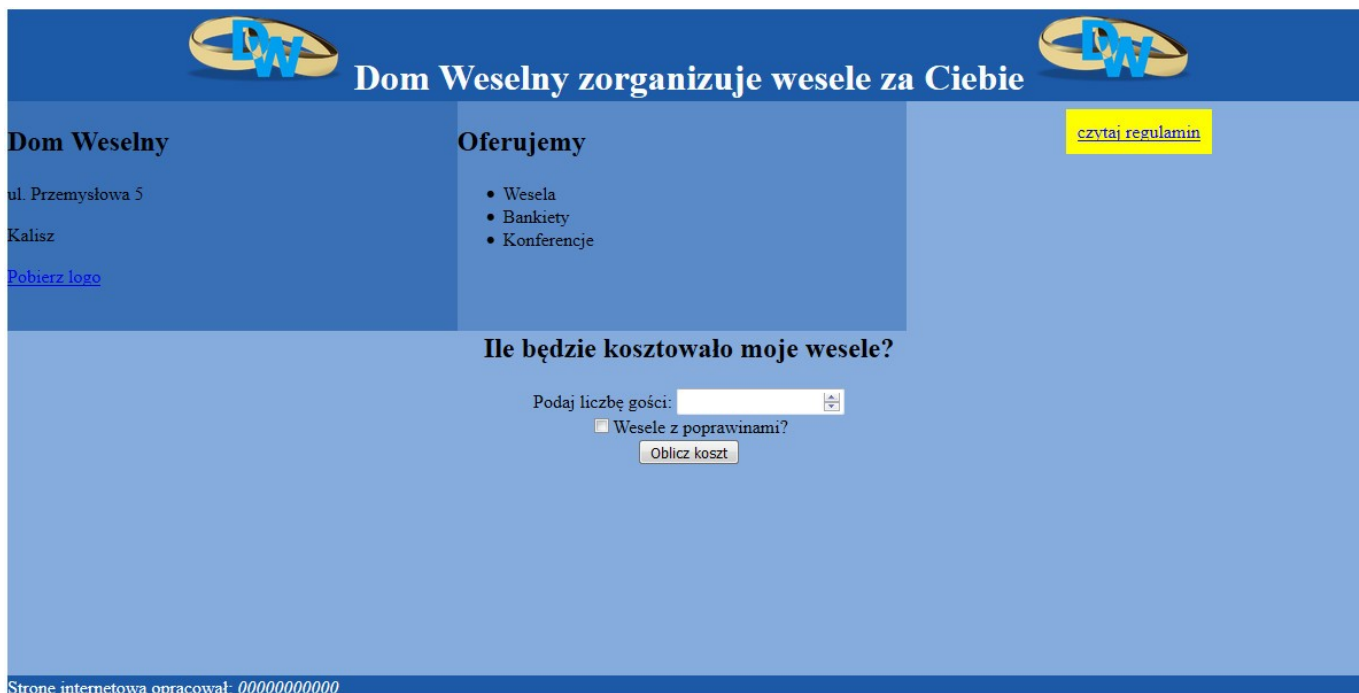 DW
Dom Weselny zorganizuje wesele za Ciebie
DW
Dom Weselny
ul. Przemysłowa 5
Kalisz
Pobierz logo
Oferujemy
• Wesela
• Bankiety
• Konferencje
czytaj regulamin
Ile będzie kosztowało moje wesele?
Podaj liczbę gości:
Wesele z poprawinami?
Oblicz koszt
Stronę internetową opracował: 00000000000